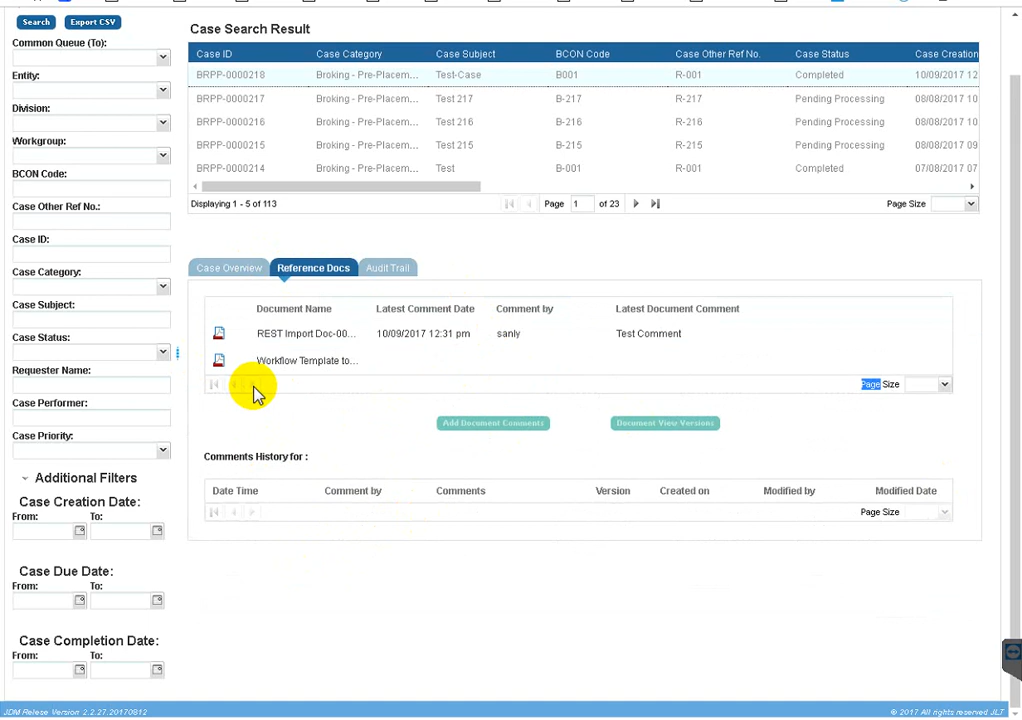 Search Export CSV
Case Search Result
Common Queue (To):
Entity:
Division:
Workgroup:
BCON Code:
Case Other Ref No.:
Case ID:
Case Category:
Case Subject:
Case Status:
Requester Name:
Case Performer:
Case Priority:
Additional Filters
Case Creation Date:
From: To:
Case Due Date:
From: To:
Case Completion Date:
From: To:
Case ID Case Category Case Subject BCON Code Case Other Ref No. Case Status Case Creation
BRPP-0000218 Broking - Pre-Placem... Test-Case B001 R-001 Completed 10/09/2017 12
BRPP-0000217 Broking - Pre-Placem... Test 217 B-217 R-217 Pending Processing 08/08/2017 10
BRPP-0000216 Broking - Pre-Placem... Test 216 B-216 R-216 Pending Processing 08/08/2017 10
BRPP-0000215 Broking - Pre-Placem... Test 215 B-215 R-215 Pending Processing 08/08/2017 09
BRPP-0000214 Broking - Pre-Placem... Test B-001 R-001 Completed 07/08/2017 10
Displaying 1 - 5 of 113 Page 1 of 23 Page Size
Case Overview Reference Docs Audit Trail
Document Name Latest Comment Date Comment by Latest Document Comment
REST Import Doc-00... 10/09/2017 12:31 pm sanly Test Comment
Workflow Template to...
Page Size
Add Document Comments Document View Versions
Comments History for :
Date Time Comment by Comments Version Created on Modified by Modified Date
Page Size
JDM Relese Version: 2.2.27.20170812 © 2017 All rights reserved JLT